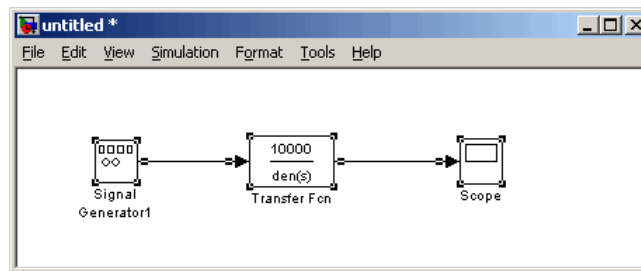 untitled *
File Edit View Simulation Format Tools Help
10000
den(s)
Signal
Generator1
Transfer Fcn
Scope